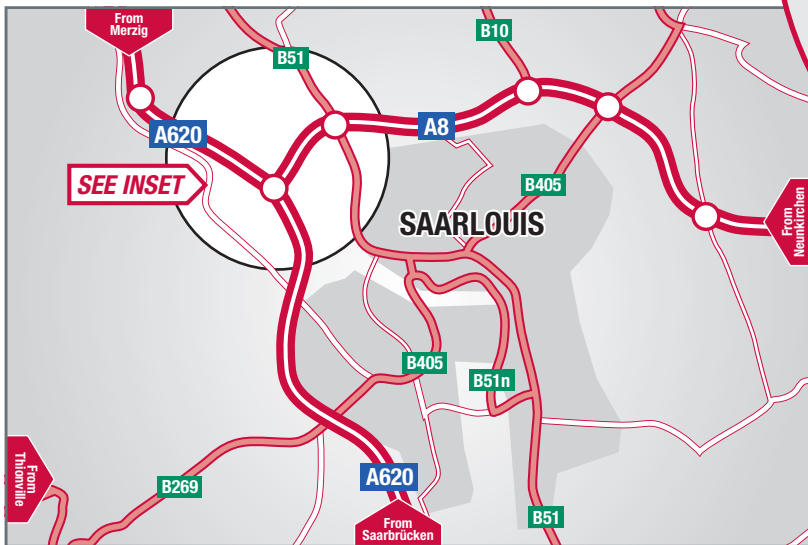 From
Merzig
B51
B10
A620
A8
SEE INSET
B405
SAARLOUIS
From
Neunkirchen
B405
B51n
From
Thionville
B269
A620
B51
From
Saarbrücken